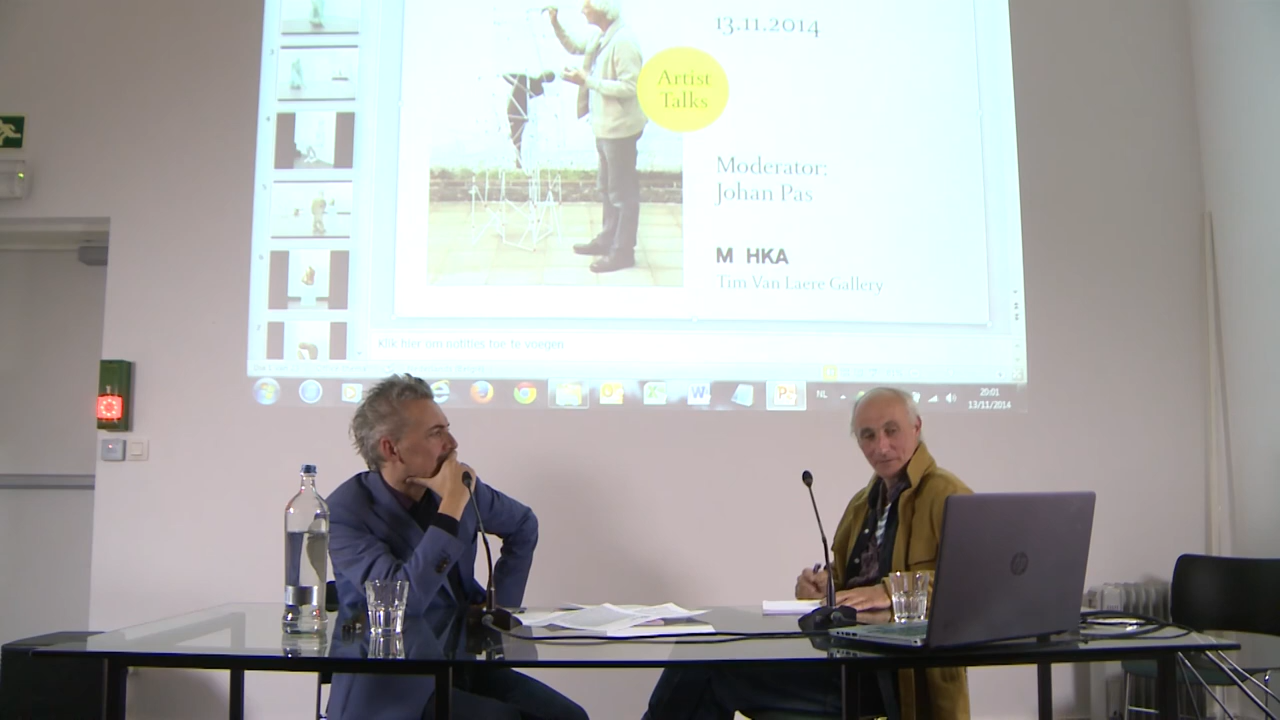 13.11.2014
Artist
Talks
Moderator:
Johan Pas
M HKA
Tim Van Laere Gallery
Klik hier om notities toe te voegen
NL
20:01
13/11/2014
hp